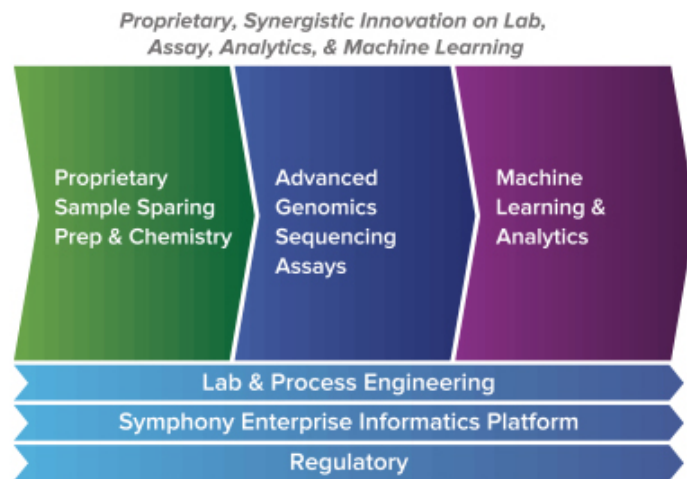 Proprietary, Synergistic Innovation on Lab,
Assay, Analytics, & Machine Learning
Proprietary
Sample Sparing
Prep & Chemistry
Advanced
Genomics
Sequencing
Assays
Machine
Learning &
Analytics
Lab & Process Engineering
Symphony Enterprise Informatics Platform
Regulatory